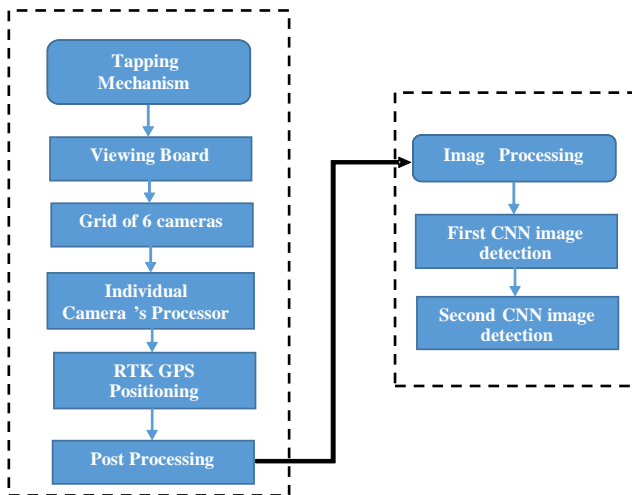 Tapping
Mechanism
Viewing Board
Grid of 6 cameras
Individual
Camera 's Processor
RTK GPS
Positioning
Post Processing
Imag Processing
First CNN image
detection
Second CNN image
detection